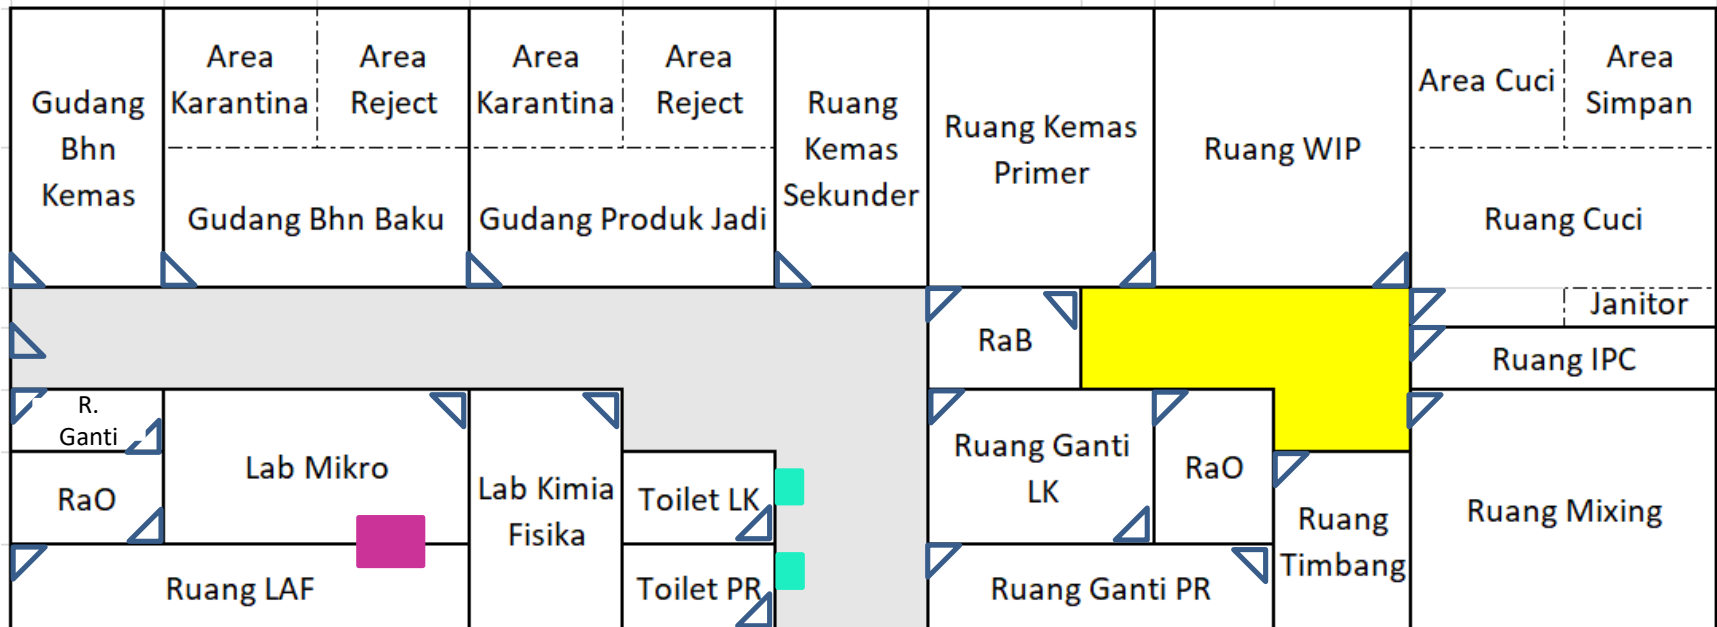 Gudang
Bhn
Kemas
Area
Karantina
Area
Reject
Gudang Bhn Baku
Area
Karantina
Area
Reject
Gudang Produk Jadi
Ruang
Kemas
Sekunder
Ruang Kemas
Primer
Ruang WIP
Area Cuci
Area
Simpan
Ruang Cuci
Janitor
RaB
Ruang IPC
R.
Ganti
RaO
Lab Mikro
Ruang LAF
Lab Kimia
Fisika
Toilet LK
Toilet PR
Ruang Ganti
LK
RaO
Ruang Ganti PR
Ruang
Timbang
Ruang Mixing